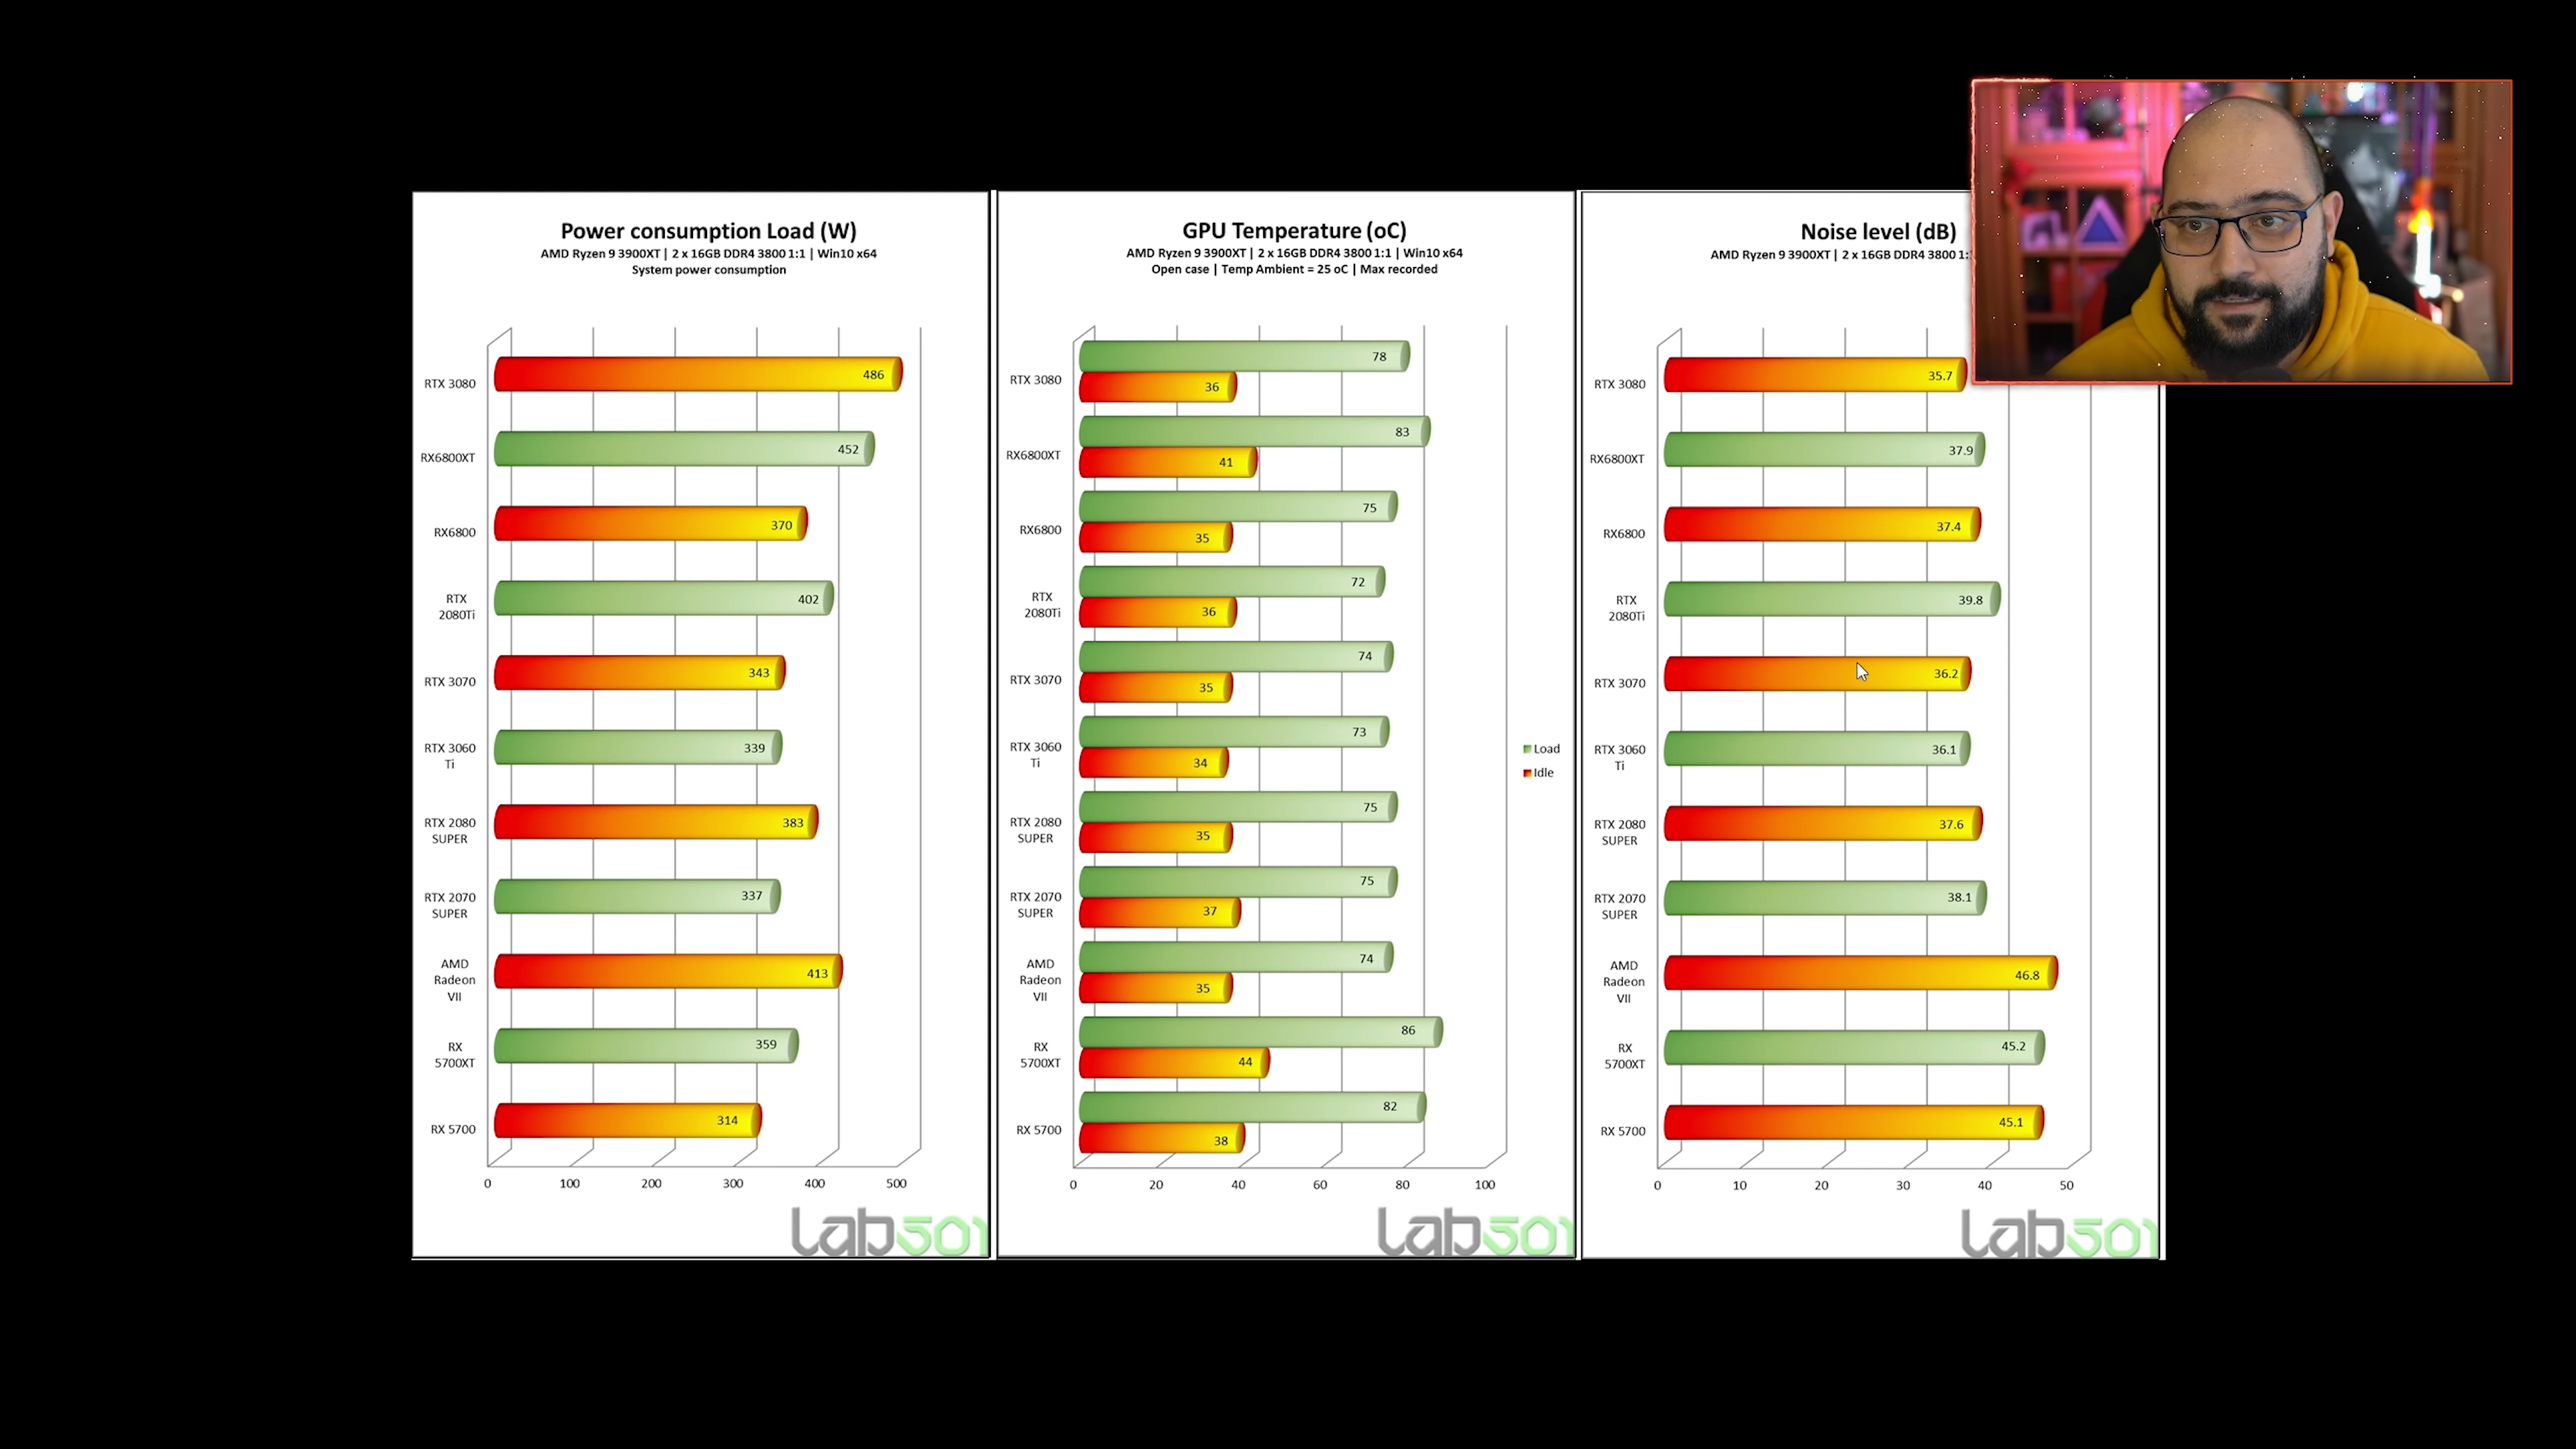 Power consumption Load (W)
AMD Ryzen 9 3900XT | 2 x 16GB DDR4 3800 1:1 | Win10 x64
System power consumption
RTX 3080
486
RX6800XT
452
RX6800
370
RTX
2080Ti
402
RTX 3070
343
RTX 3060
Ti
339
RTX 2080
SUPER
383
RTX 2070
SUPER
337
AMD
Radeon
VII
413
RX
5700XT
359
RX 5700
314
0 100 200 300 400 500
Lab501
GPU Temperature (oC)
AMD Ryzen 9 3900XT | 2 x 16GB DDR4 3800 1:1 | Win10 x64
Open case | Temp Ambient = 25 oC | Max recorded
RTX 3080
78
36
RX6800XT
83
41
RX6800
75
35
RTX
2080Ti
72
36
RTX 3070
74
35
RTX 3060
Ti
73
34
RTX 2080
SUPER
75
35
RTX 2070
SUPER
75
37
AMD
Radeon
VII
74
35
RX
5700XT
86
44
RX 5700
82
38
Load
Idle
0 20 40 60 80 100
Lab501
Noise level (dB)
AMD Ryzen 9 3900XT | 2 x 16GB DDR4 3800 1:
RTX 3080
35.7
RX6800XT
37.9
RX6800
37.4
RTX
2080Ti
39.8
RTX 3070
36.2
RTX 3060
Ti
36.1
RTX 2080
SUPER
37.6
RTX 2070
SUPER
38.1
AMD
Radeon
VII
46.8
RX
5700XT
45.2
RX 5700
45.1
0 10 20 30 40 50
Lab501